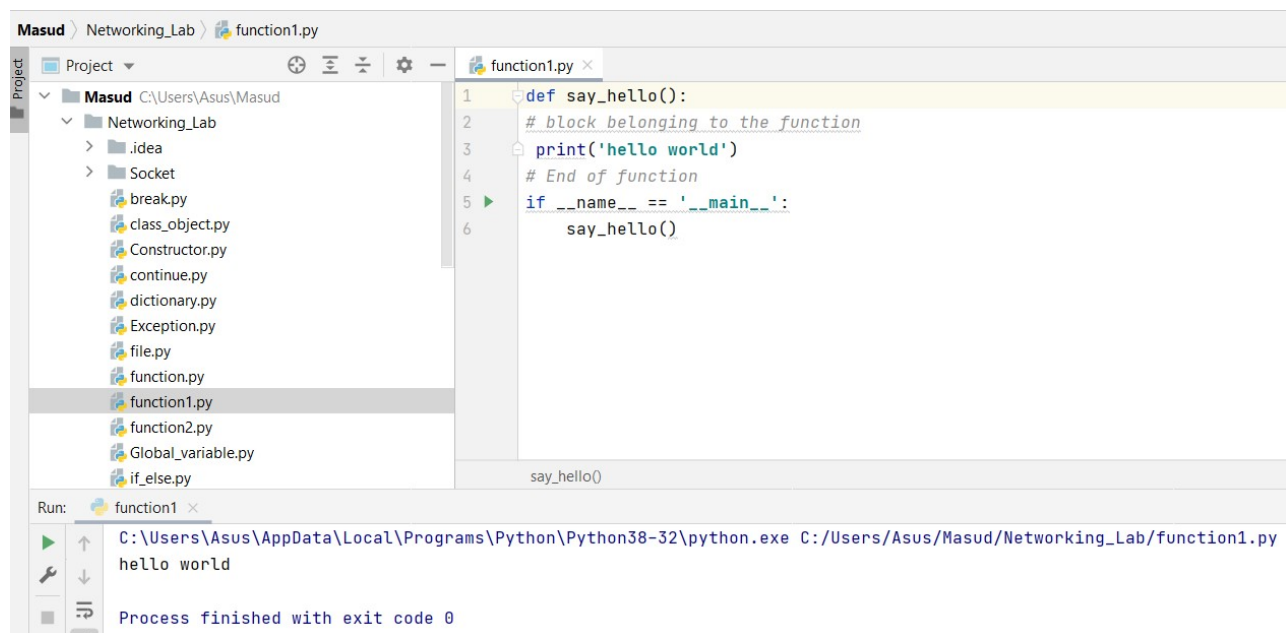 Masud 〉 Networking_Lab 〉 function1.py
Project
Project
function1.py
Masud C:\Users\Asus\Masud
Networking_Lab
.idea
Socket
break.py
class_object.py
Constructor.py
continue.py
dictionary.py
Exception.py
file.py
function.py
function1.py
function2.py
Global_variable.py
if_else.py
1 def say_hello():
2 # block belonging to the function
3  print('hello world')
4 # End of function
5 if __name__ == '__main__':
6     say_hello()
say_hello()
Run: function1
C:\Users\Asus\AppData\Local\Programs\Python\Python38-32\python.exe C:/Users/Asus/Masud/Networking_Lab/function1.py
hello world
Process finished with exit code 0